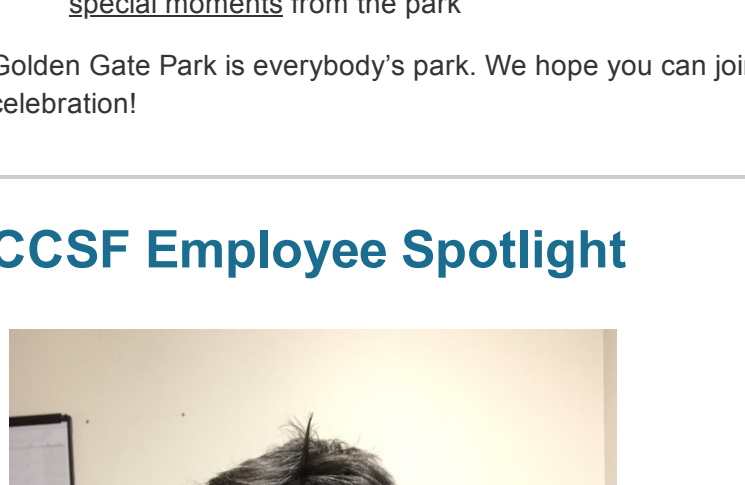 special moments from the park
Golden Gate Park is everybody’s park. We hope you can join
celebration!
CCSF Employee Spotlight